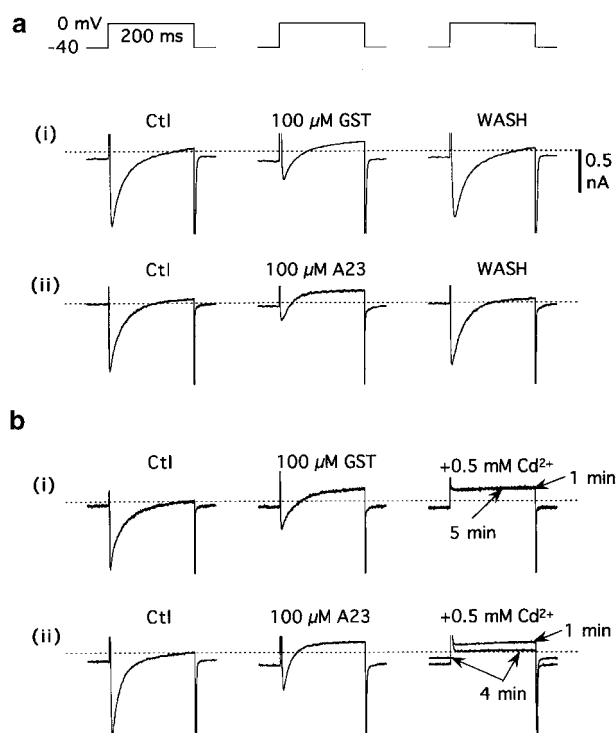 a
0 mV
-40
200 ms
(i)
Ctl
100 µM GST
WASH
0.5
nA
(ii)
Ctl
100 µM A23
WASH
b
(i)
Ctl
100 µM GST
+0.5 mM Cd²⁺
1 min
5 min
(ii)
Ctl
100 µM A23
+0.5 mM Cd²⁺
1 min
4 min